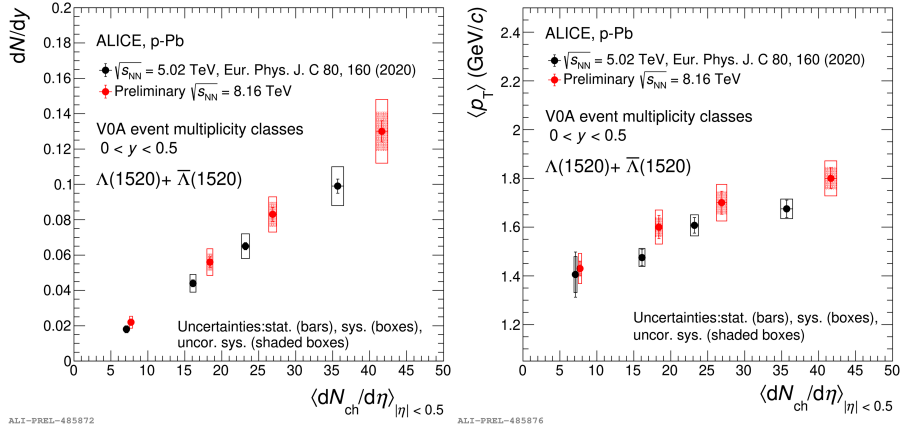 dN/dy
0.2
0.18
0.16
0.14
0.12
0.1
0.08
0.06
0.04
0.02
0
ALICE, p-Pb
√s_NN = 5.02 TeV, Eur. Phys. J. C 80, 160 (2020)
Preliminary √s_NN = 8.16 TeV
V0A event multiplicity classes
0 < y < 0.5
Λ(1520)+ Λ̅(1520)
Uncertainties:stat. (bars), sys. (boxes),
uncor. sys. (shaded boxes)
0 5 10 15 20 25 30 35 40 45 50
⟨dN_ch/dη⟩_|η| < 0.5
ALI-PREL-485872
⟨p_T⟩ (GeV/c)
2.4
2.2
2
1.8
1.6
1.4
1.2
ALICE, p-Pb
√s_NN = 5.02 TeV, Eur. Phys. J. C 80, 160 (2020)
Preliminary √s_NN = 8.16 TeV
V0A event multiplicity classes
0 < y < 0.5
Λ(1520)+ Λ̅(1520)
Uncertainties:stat. (bars), sys. (boxes),
uncor. sys. (shaded boxes)
0 5 10 15 20 25 30 35 40 45 50
⟨dN_ch/dη⟩_|η| < 0.5
ALI-PREL-485876